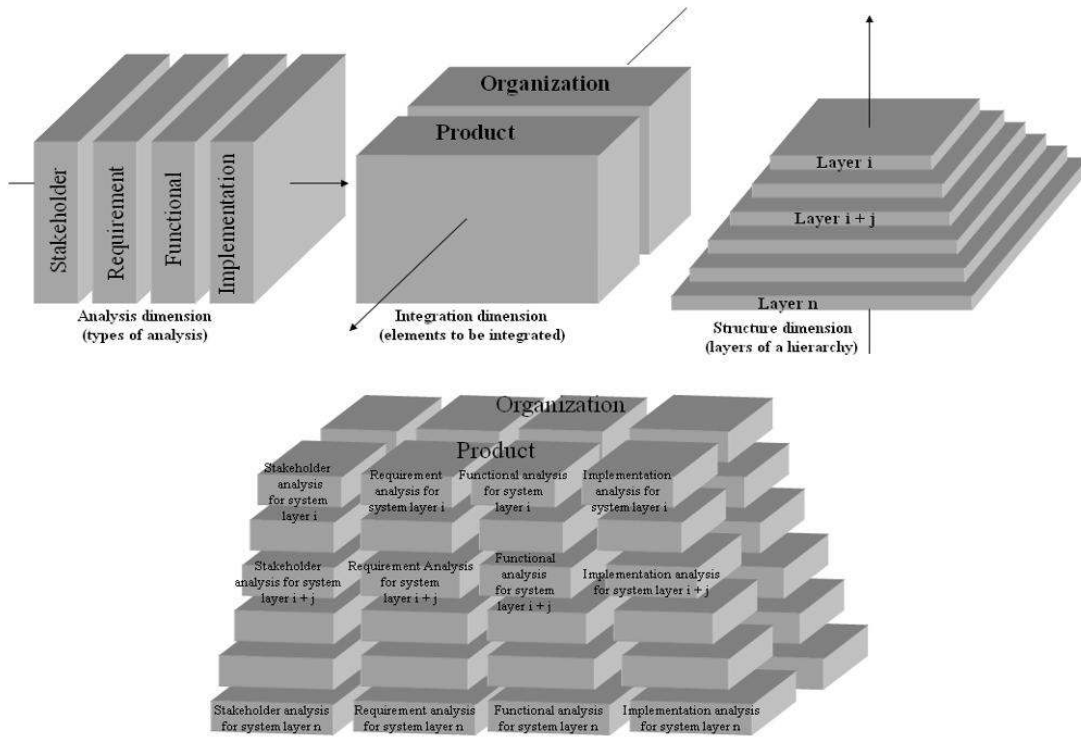 Stakeholder
Requirement
Functional
Implementation
Analysis dimension
(types of analysis)
Organization
Product
Integration dimension
(elements to be integrated)
Layer i
Layer i + j
Layer n
Structure dimension
(layers of a hierarchy)
Organization
Product
Stakeholder
analysis
for system
layer i
Requirement
analysis for
system layer i
Functional analysis
for system
layer i
Implementation
analysis for
system layer i
Stakeholder
analysis for system
layer i + j
Requirement Analysis
for system
layer i + j
Functional
analysis
for system
layer i + j
Implementation analysis
for system layer i + j
Stakeholder analysis
for system layer n
Requirement analysis
for system layer n
Functional analysis
for system layer n
Implementation analysis
for system layer n